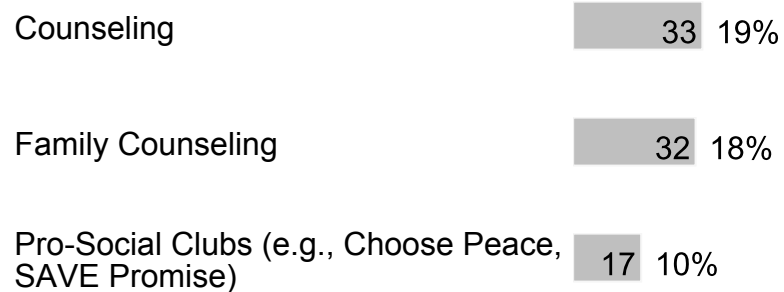 Counseling 33 19%
Family Counseling 32 18%
Pro-Social Clubs (e.g., Choose Peace,
SAVE Promise) 17 10%